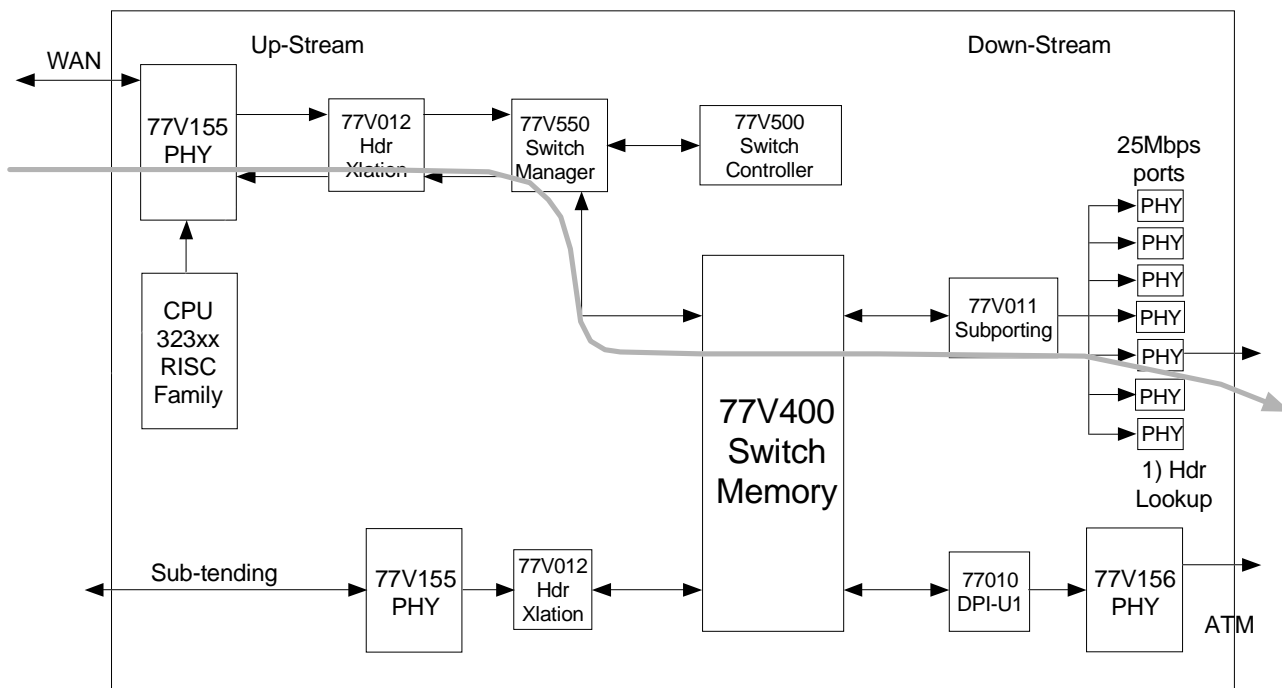 Up-Stream
Down-Stream
WAN
77V155
PHY
77V012
Hdr
Xlation
77V550
Switch
Manager
77V500
Switch
Controller
25Mbps
ports
PHY
PHY
PHY
PHY
PHY
PHY
PHY
1) Hdr
Lookup
CPU
323xx
RISC
Family
77V400
Switch
Memory
77V011
Subporting
Sub-tending
77V155
PHY
77V012
Hdr
Xlation
77010
DPI-U1
77V156
PHY
ATM